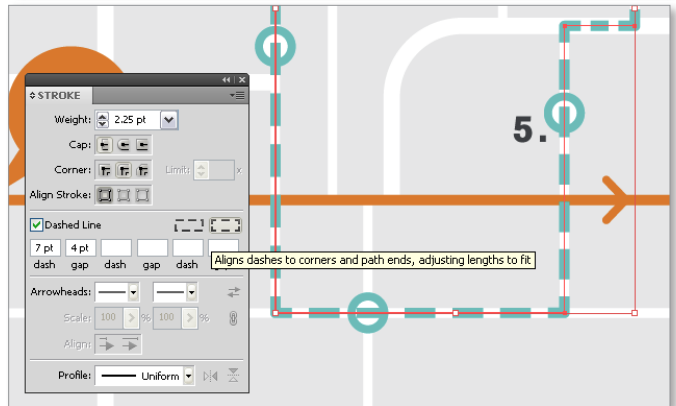 STROKE
Weight: 2.25 pt
Cap:
Corner: Limit: x
Align Stroke:
Dashed Line
7 pt 4 pt
dash gap dash gap dash
Aligns dashes to corners and path ends, adjusting lengths to fit
Arrowheads:
Scale: 100 % 100 %
Align:
Profile: Uniform
5.